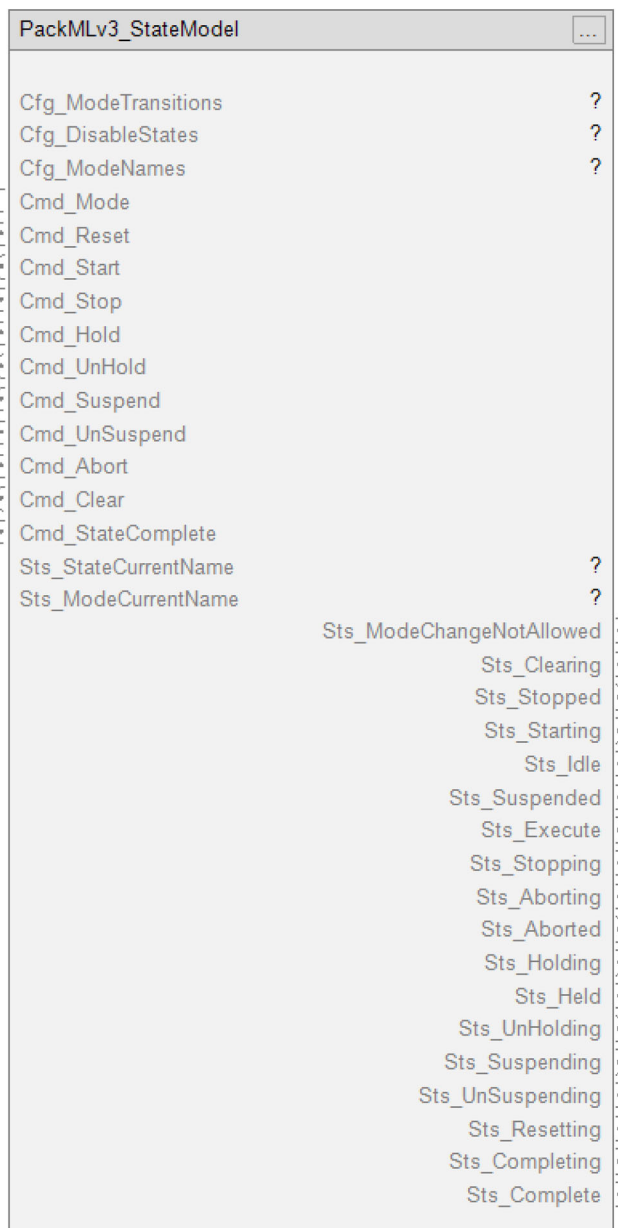 PackMLv3_StateModel ...
Cfg_ModeTransitions ?
Cfg_DisableStates ?
Cfg_ModeNames ?
Cmd_Mode
Cmd_Reset
Cmd_Start
Cmd_Stop
Cmd_Hold
Cmd_UnHold
Cmd_Suspend
Cmd_UnSuspend
Cmd_Abort
Cmd_Clear
Cmd_StateComplete
Sts_StateCurrentName ?
Sts_ModeCurrentName ?
Sts_ModeChangeNotAllowed
Sts_Clearing
Sts_Stopped
Sts_Starting
Sts_Idle
Sts_Suspended
Sts_Execute
Sts_Stopping
Sts_Aborting
Sts_Aborted
Sts_Holding
Sts_Held
Sts_UnHolding
Sts_Suspending
Sts_UnSuspending
Sts_Resetting
Sts_Completing
Sts_Complete